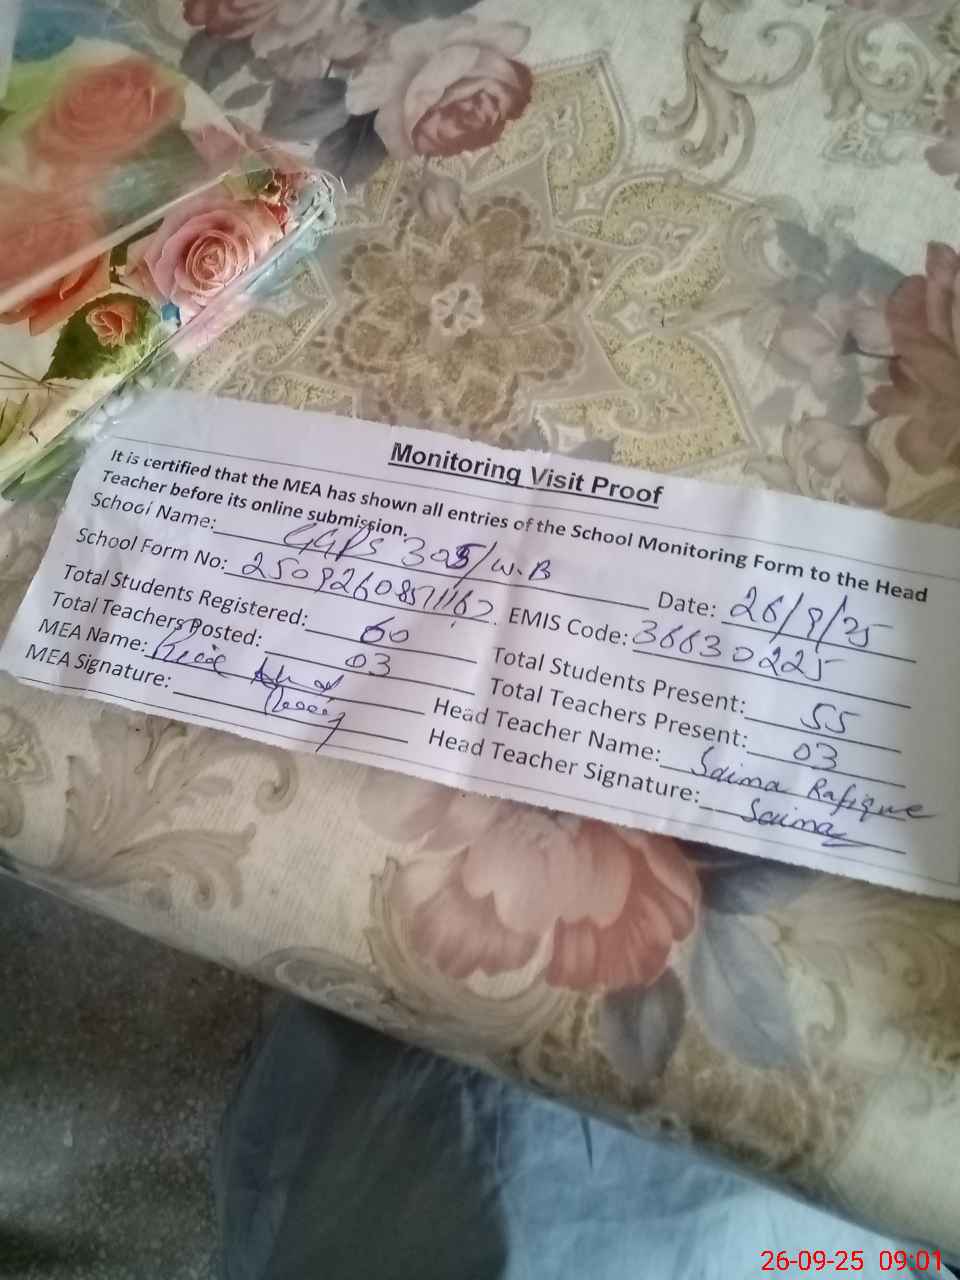 Monitoring Visit Proof
It is certified that the MEA has shown all entries of the School Monitoring Form to the Head
Teacher before its online submission.
School Name: GGPS 305/W.B Date: 26/9/25
School Form No: EMIS Code: 36630225
Total Students Registered: 60 Total Students Present: 55
Total Teachers Posted: 03 Total Teachers Present: 03
MEA Name: Head Teacher Name: Saima Rafique
MEA Signature: Head Teacher Signature: Saima
26-09-25 09:01